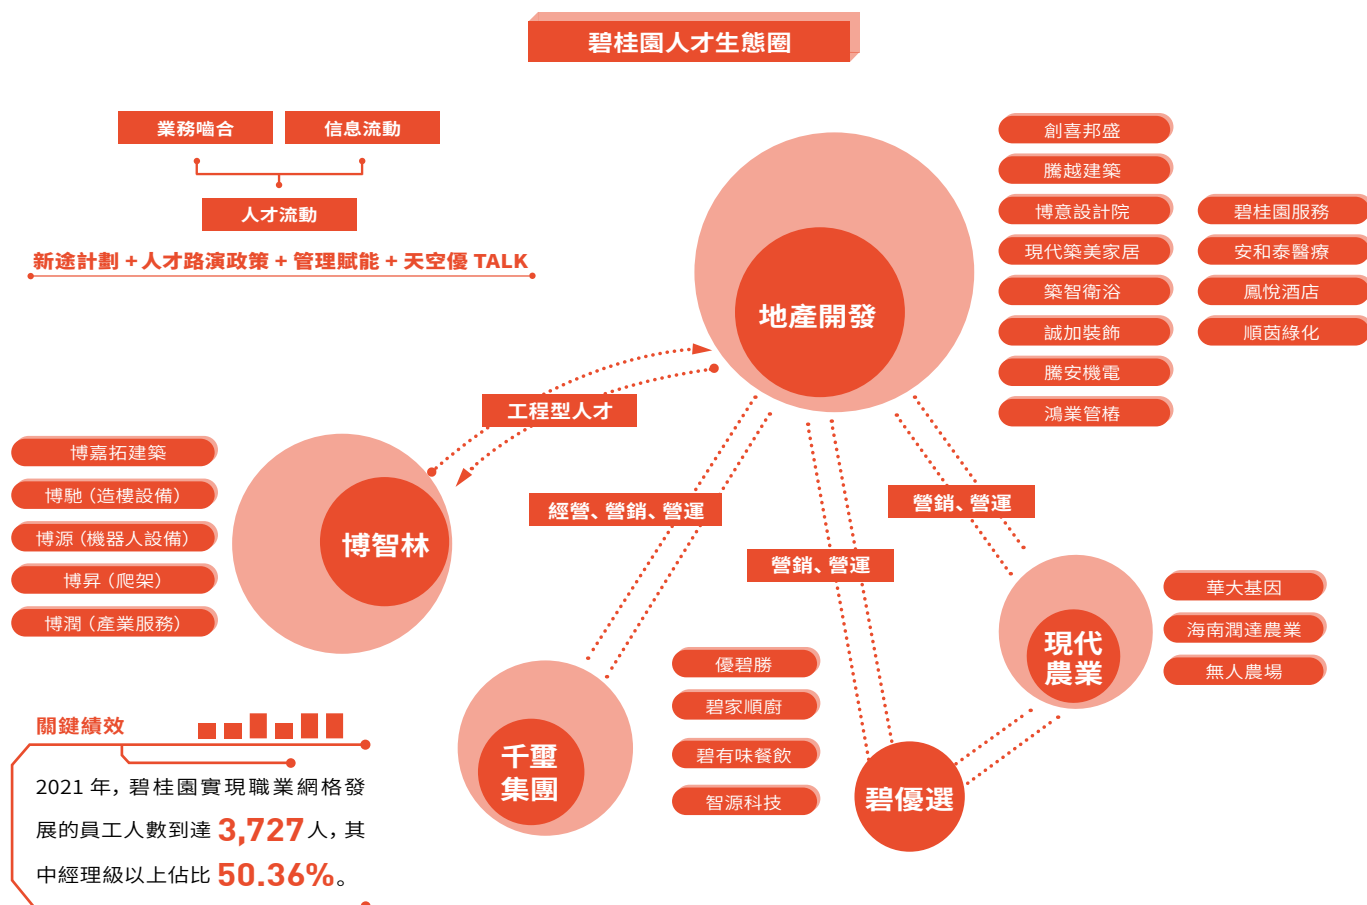 碧桂園人才生態圈
業務嚙合
信息流動
人才流動
新途計劃 + 人才路演政策 + 管理賦能 + 天空優 TALK
地產開發
創喜邦盛
騰越建築
博意設計院
現代築美家居
築智衛浴
誠加裝飾
騰安機電
鴻業管樁
碧桂園服務
安和泰醫療
鳳悅酒店
順茵綠化
工程型人才
博嘉拓建築
博馳（造樓設備）
博源（機器人設備）
博昇（爬架）
博潤（產業服務）
博智林
經營、營銷、營運
營銷、營運
營銷、營運
現代
農業
華大基因
海南潤達農業
無人農場
千璽
集團
優碧勝
碧家順廚
碧有味餐飲
智源科技
碧優選
關鍵績效
2021 年，碧桂園實現職業網格發
展的員工人數到達 3,727 人，其
中經理級以上佔比 50.36%。